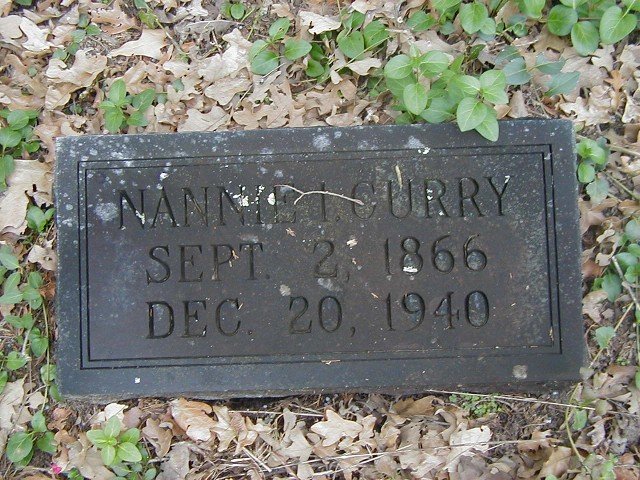 NANNIE I. CURRY
SEPT. 2, 1866
DEC. 20, 1940